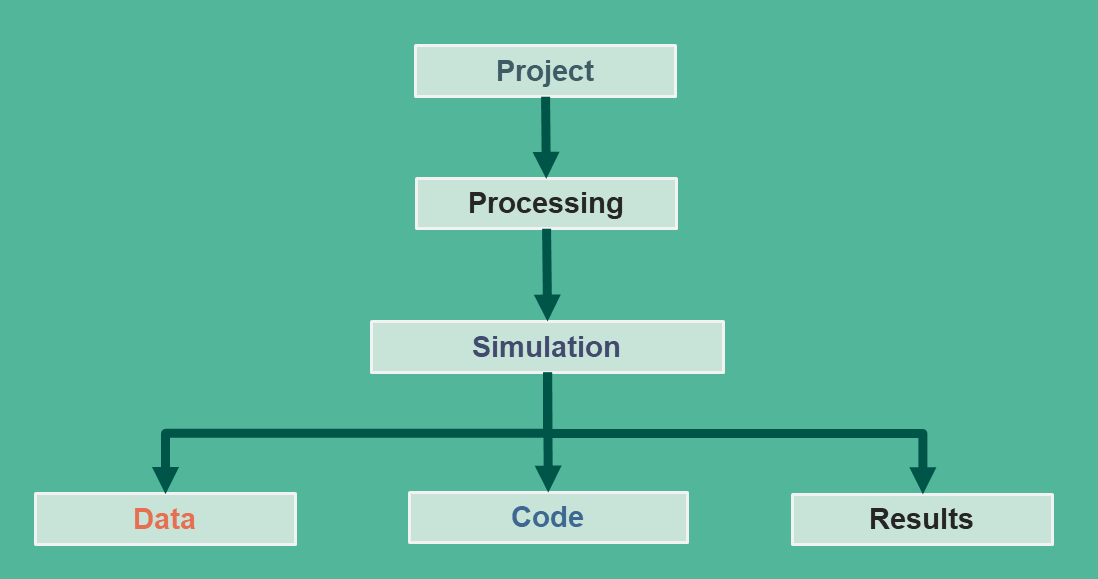 Project
Processing
Simulation
Data
Code
Results